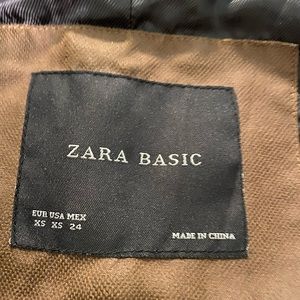 ZARA BASIC
EUR USA MEX
XS XS 24
MADE IN CHINA